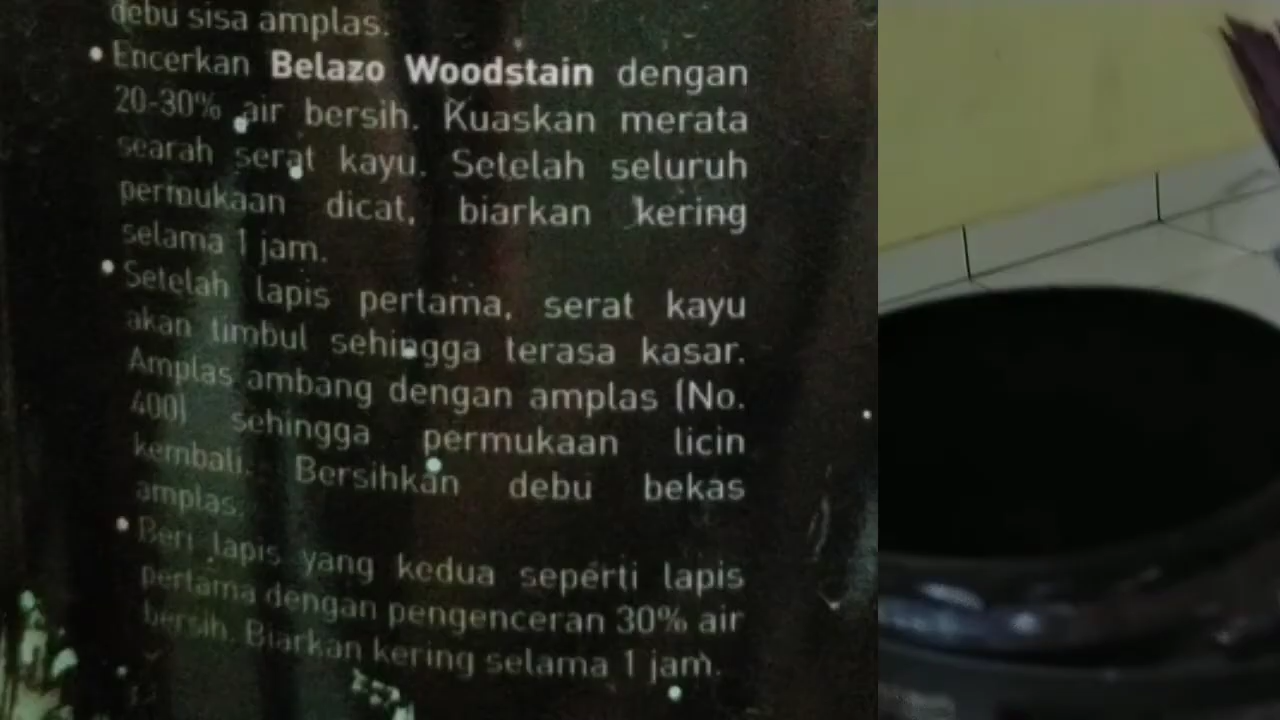 debu sisa amplas.
• Encerkan Belazo Woodstain dengan
20-30% air bersih. Kuaskan merata
searah serat kayu. Setelah seluruh
permukaan dicat, biarkan kering
selama 1 jam.
• Setelah lapis pertama, serat kayu
akan timbul sehingga terasa kasar.
Amplas ambang dengan amplas (No.
400) sehingga permukaan licin
kembali. Bersihkan debu bekas
amplas.
• Beri lapis yang kedua seperti lapis
pertama dengan pengenceran 30% air
bersih. Biarkan kering selama 1 jam.